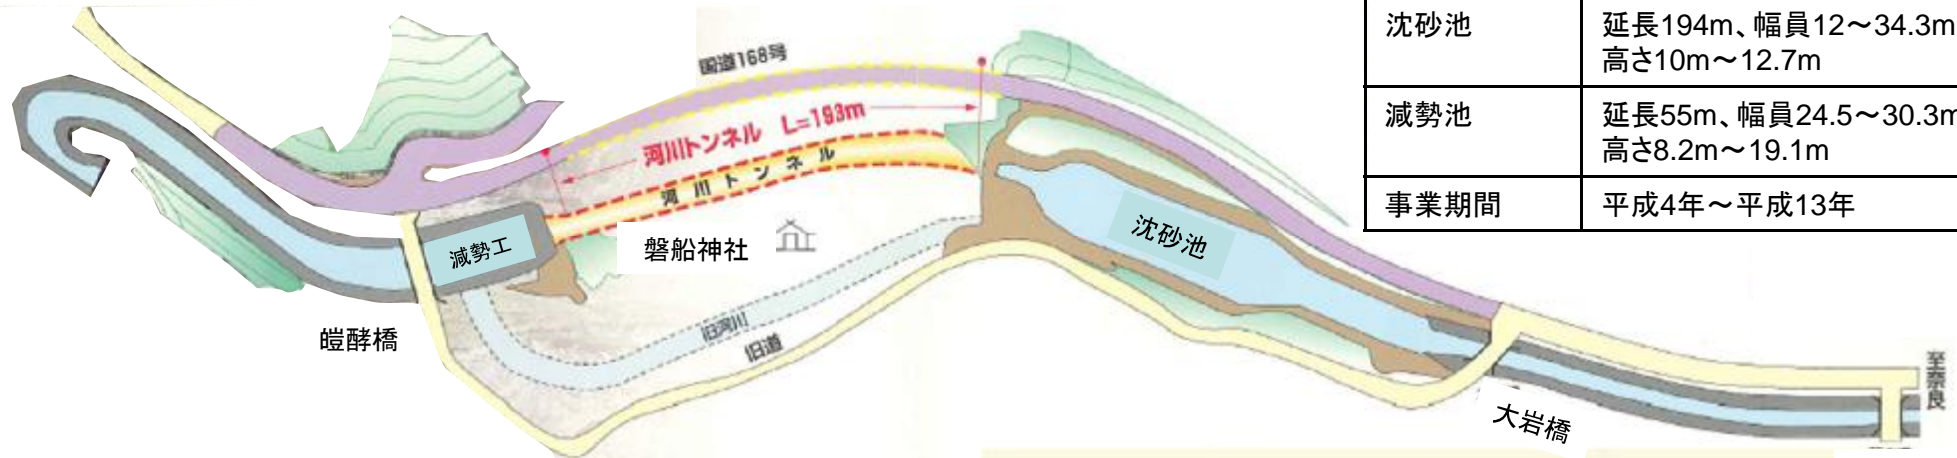 沈砂池
延長194m、幅員12～34.3m
高さ10m～12.7m
減勢池
延長55m、幅員24.5～30.3m
高さ8.2m～19.1m
事業期間
平成4年～平成13年
国道168号
河川トンネル L=193m
河川トンネル
減勢工
磐船神社
沈砂池
皚酵橋
旧河川
旧道
大岩橋
至奈良